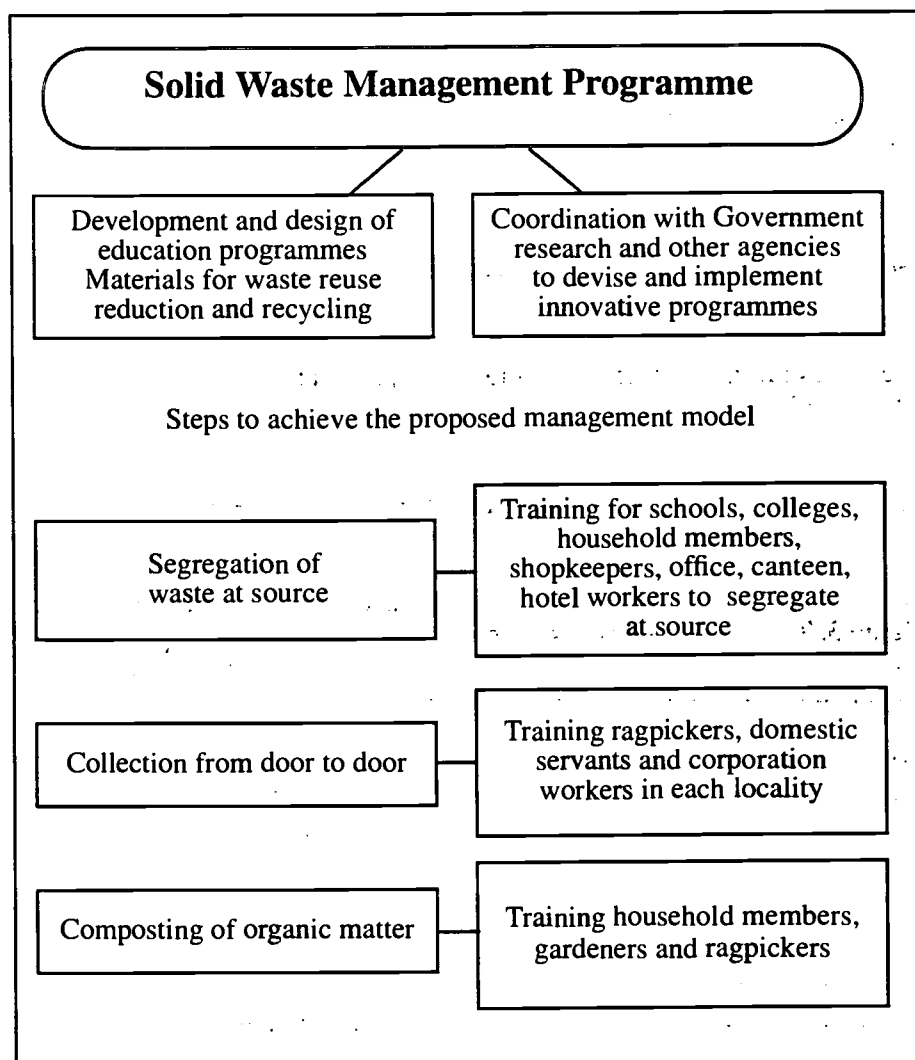 Solid Waste Management Programme
Development and design of
education programmes
Materials for waste reuse
reduction and recycling
Coordination with Government
research and other agencies
to devise and implement
innovative programmes
Steps to achieve the proposed management model
Segregation of
waste at source
Training for schools, colleges,
household members,
shopkeepers, office, canteen,
hotel workers to segregate
at source
Collection from door to door
Training ragpickers, domestic
servants and corporation
workers in each locality
Composting of organic matter
Training household members,
gardeners and ragpickers